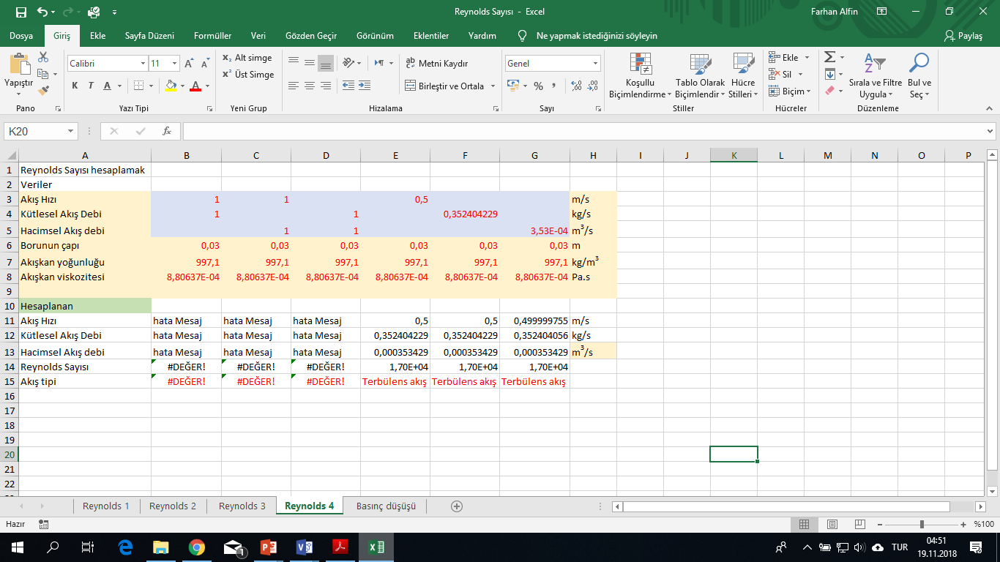 Reynolds Sayısı - Excel
Farhan Alfin
Dosya Giriş Ekle Sayfa Düzeni Formüller Veri Gözden Geçir Görünüm Eklentiler Yardım Ne yapmak istediğinizi söyleyin Paylaş
Yapıştır
Calibri 11
K T A
x₂ Alt simge
x² Üst Simge
ab Metni Kaydır
Birleştir ve Ortala
Genel
% ,
Koşullu Biçimlendirme
Tablo Olarak Biçimlendir
Hücre Stilleri
Ekle
Sil
Biçim
Sırala ve Filtre Uygula
Bul ve Seç
Pano Yazı Tipi Yeni Grup Hizalama Sayı Stiller Hücreler Düzenleme
K20 fx
A B C D E F G H I J K L M N O P
1 Reynolds Sayısı hesaplamak
2 Veriler
3 Akış Hızı 1 1 0,5 m/s
4 Kütlesel Akış Debi 1 1 0,352404229 kg/s
5 Hacimsel Akış debi 1 1 3,53E-04 m³/s
6 Borunun çapı 0,03 0,03 0,03 0,03 0,03 0,03 m
7 Akışkan yoğunluğu 997,1 997,1 997,1 997,1 997,1 997,1 kg/m³
8 Akışkan viskozitesi 8,80637E-04 8,80637E-04 8,80637E-04 8,80637E-04 8,80637E-04 8,80637E-04 Pa.s
9
10 Hesaplanan
11 Akış Hızı hata Mesaj hata Mesaj hata Mesaj 0,5 0,5 0,499999755 m/s
12 Kütlesel Akış Debi hata Mesaj hata Mesaj hata Mesaj 0,352404229 0,352404229 0,352404056 kg/s
13 Hacimsel Akış debi hata Mesaj hata Mesaj hata Mesaj 0,000353429 0,000353429 0,000353429 m³/s
14 Reynolds Sayısı #DEĞER! #DEĞER! #DEĞER! 1,70E+04 1,70E+04 1,70E+04
15 Akış tipi #DEĞER! #DEĞER! #DEĞER! Terbülens akış Terbülens akış Terbülens akış
16
17
18
19
20
21
22
Reynolds 1 Reynolds 2 Reynolds 3 Reynolds 4 Basınç düşüşü
Hazır %100
1 TUR 04:51
19.11.2018